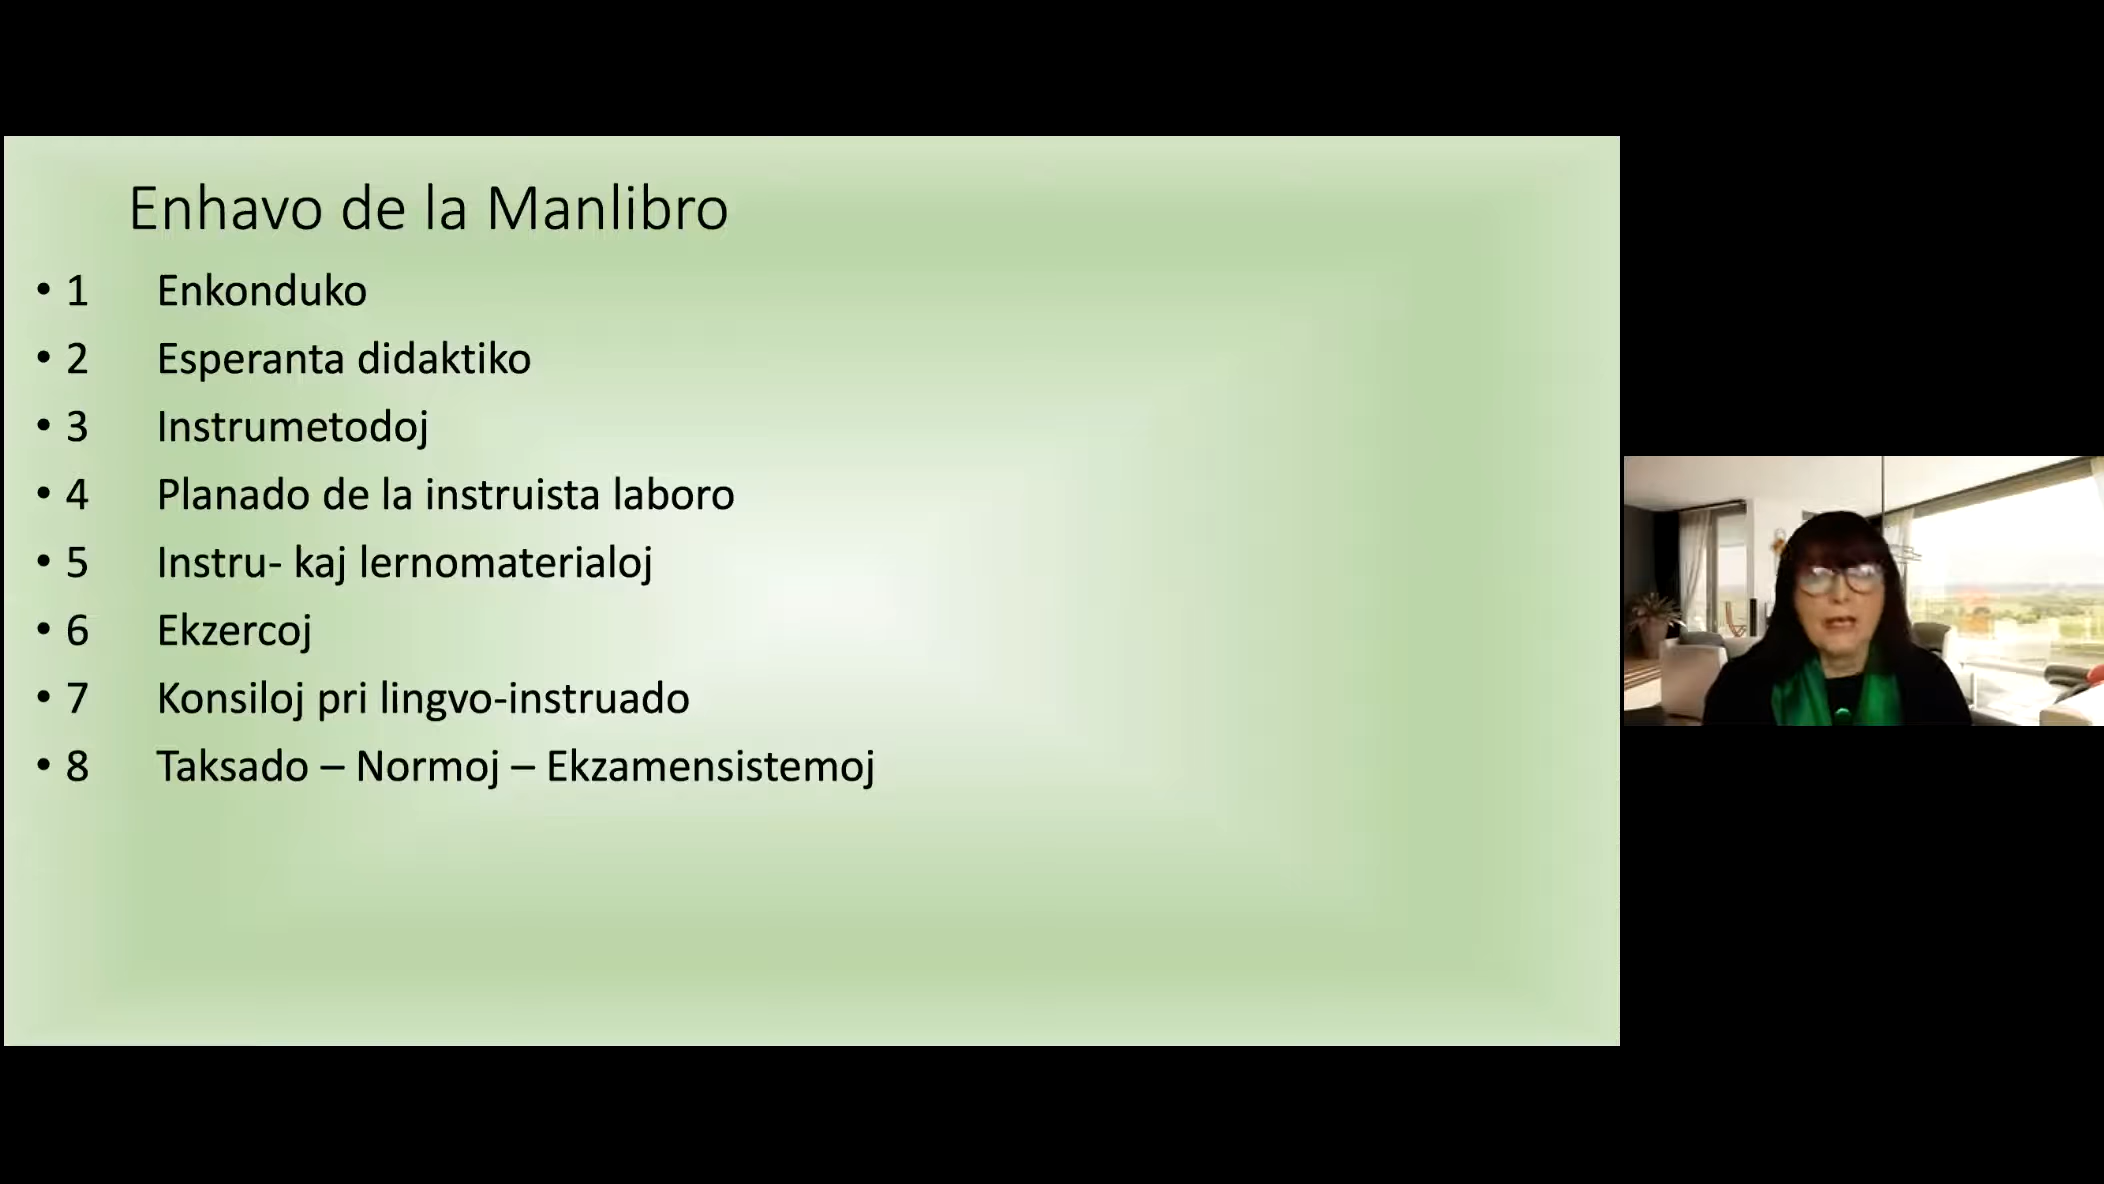 Enhavo de la Manlibro
• 1 Enkonduko
• 2 Esperanta didaktiko
• 3 Instrumetodoj
• 4 Planado de la instruista laboro
• 5 Instru- kaj lernomaterialoj
• 6 Ekzercoj
• 7 Konsiloj pri lingvo-instruado
• 8 Taksado – Normoj – Ekzamensistemoj